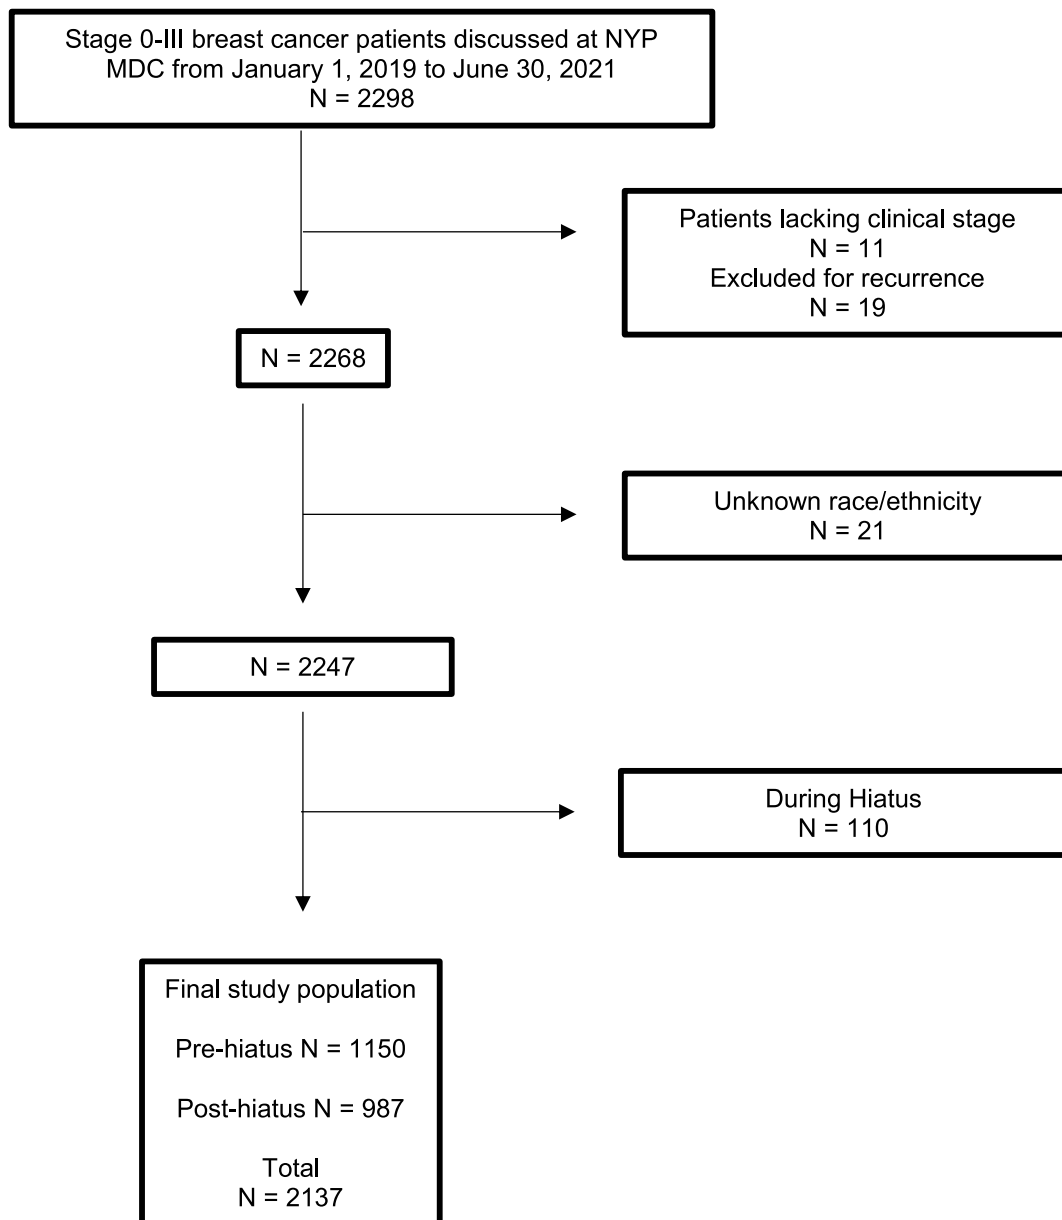 Stage 0-III breast cancer patients discussed at NYP
MDC from January 1, 2019 to June 30, 2021
N = 2298
Patients lacking clinical stage
N = 11
Excluded for recurrence
N = 19
N = 2268
Unknown race/ethnicity
N = 21
N = 2247
During Hiatus
N = 110
Final study population
Pre-hiatus N = 1150
Post-hiatus N = 987
Total
N = 2137